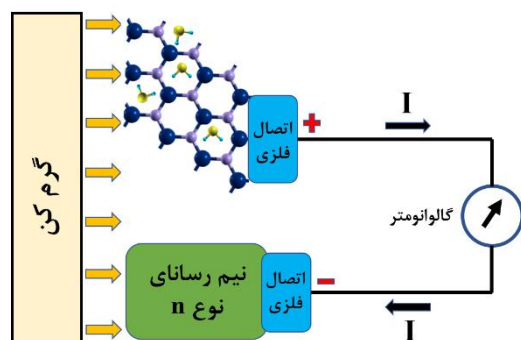 گرم کن
اتصال
فلزی
+
I
گالوانومتر
نیم رسانای
نوع n
اتصال
فلزی
−
I